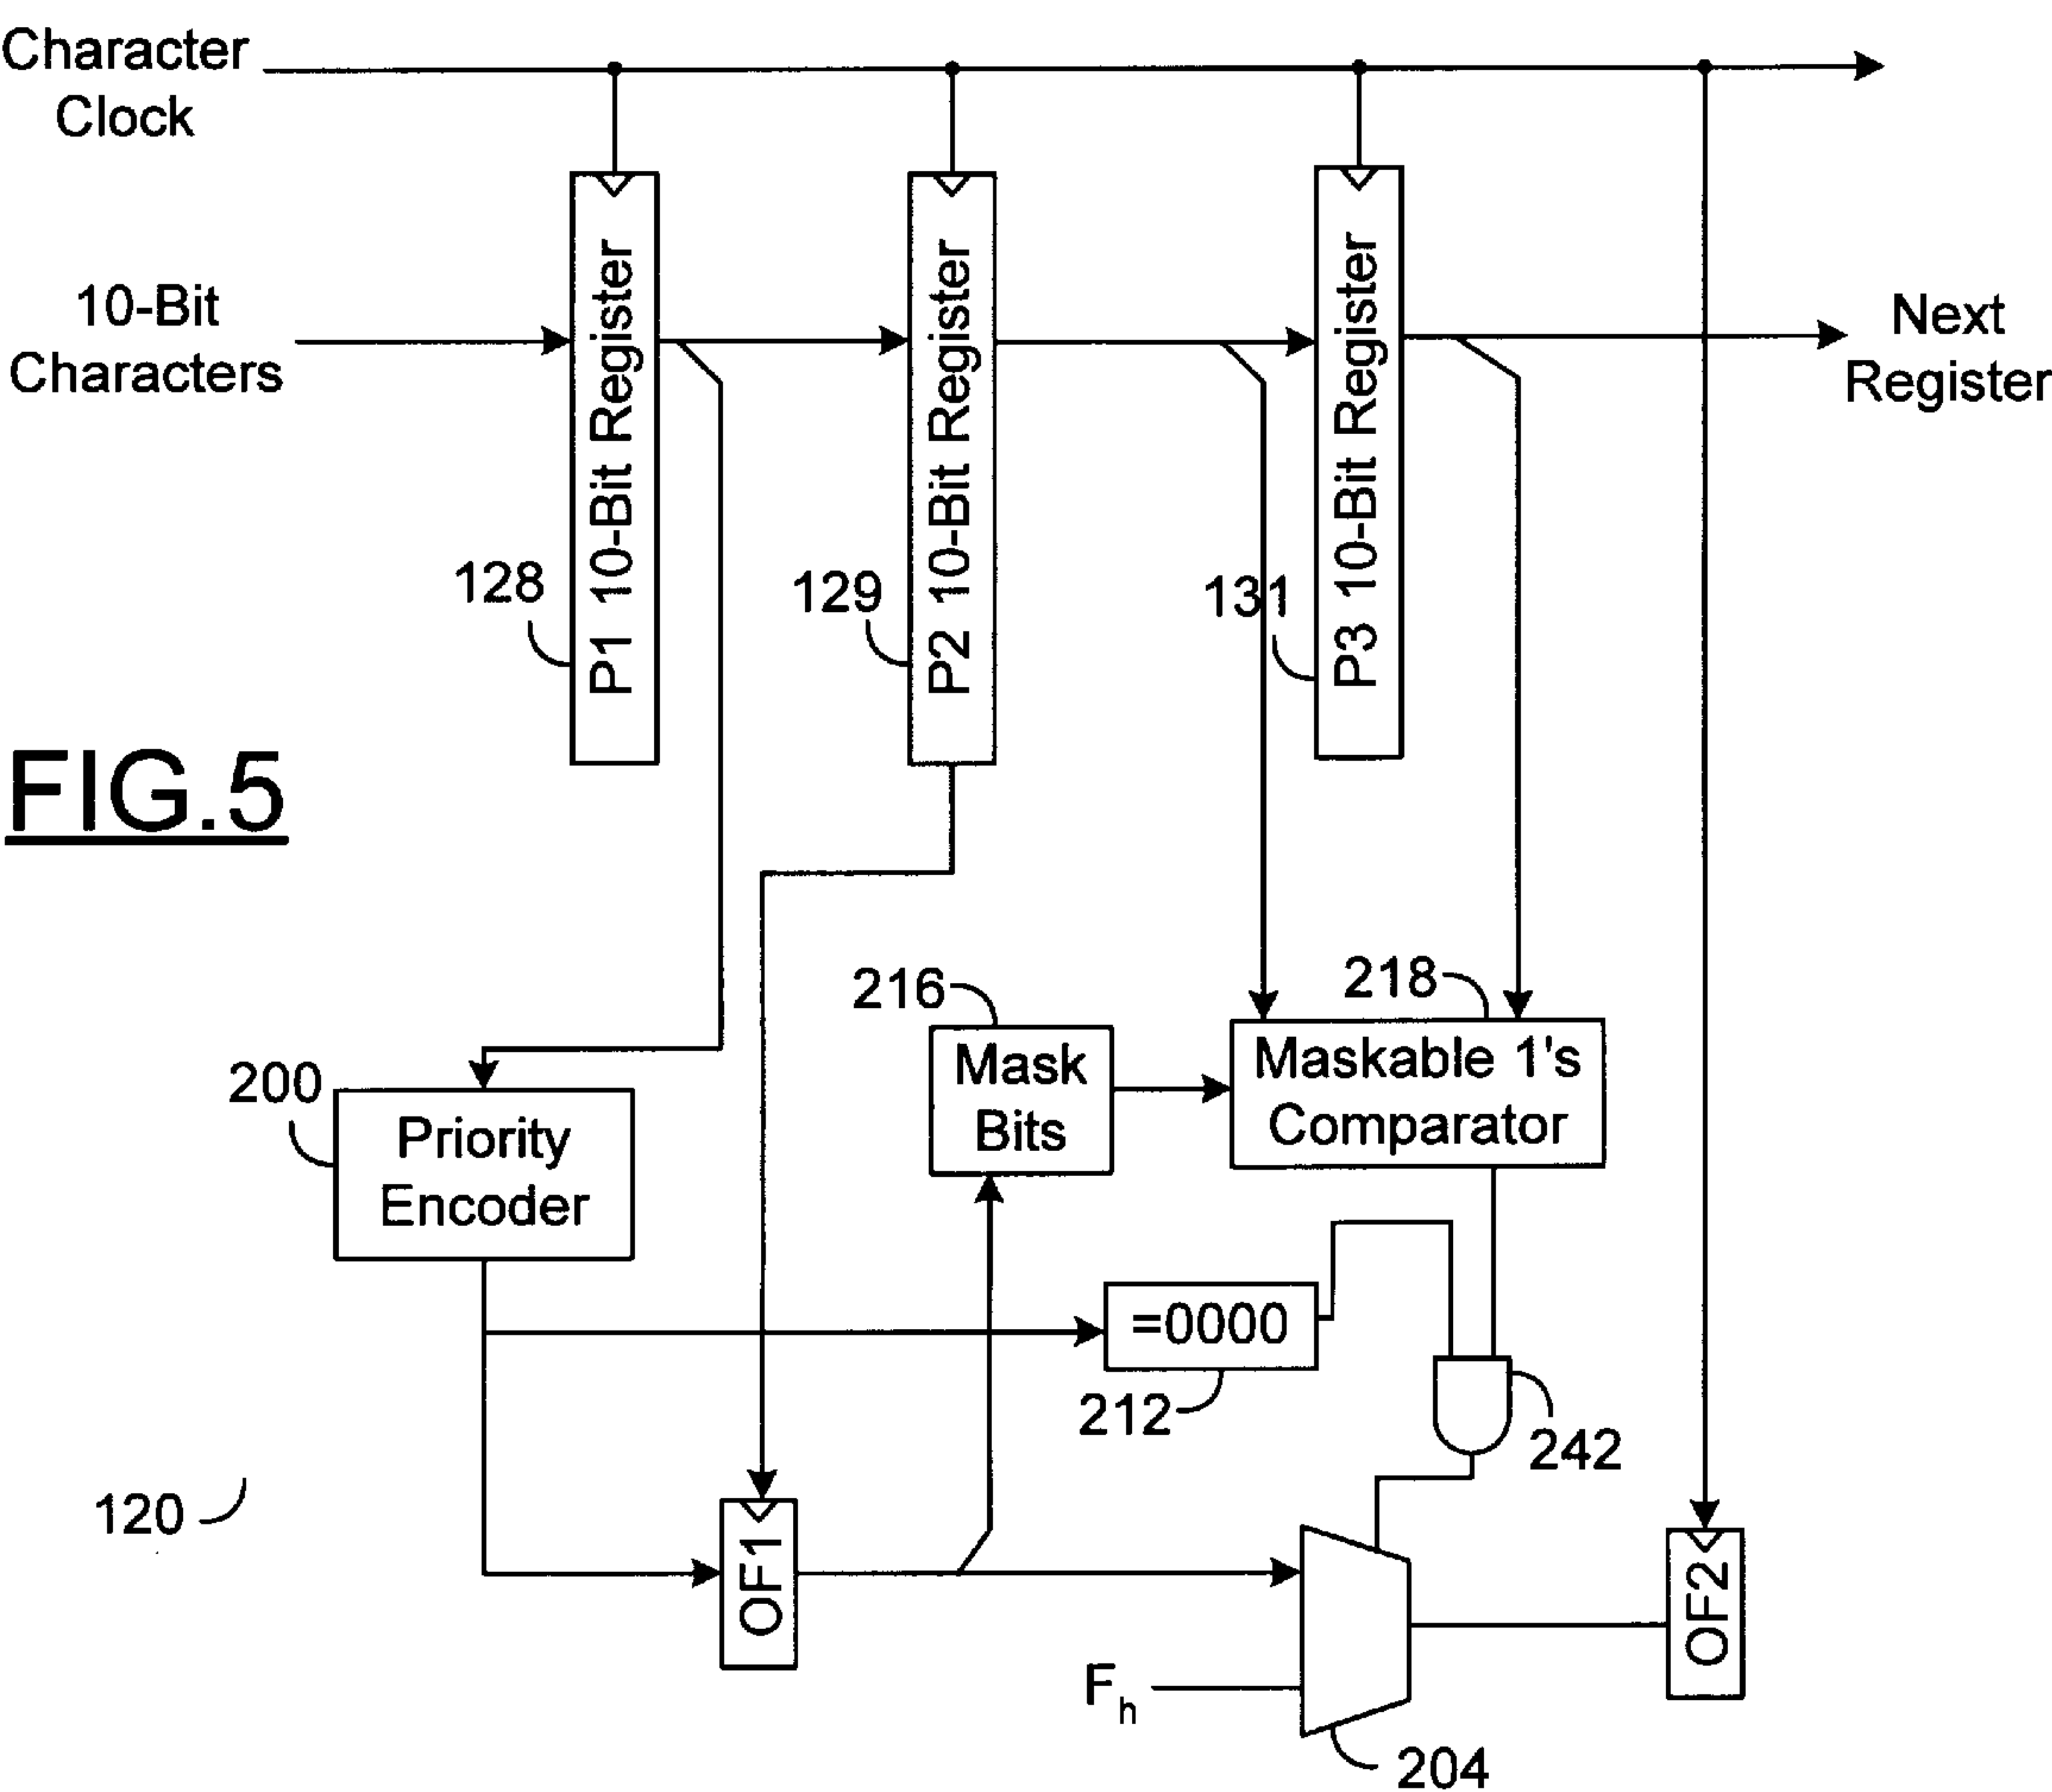 Character
Clock
10-Bit
Characters
P1 10-Bit Register
P2 10-Bit Register
P3 10-Bit Register
Next
Register
128
129
131
FIG.5
216
218
200
Mask
Bits
Maskable 1's
Comparator
Priority
Encoder
=0000
212
242
120
OF1
OF2
Fh
204